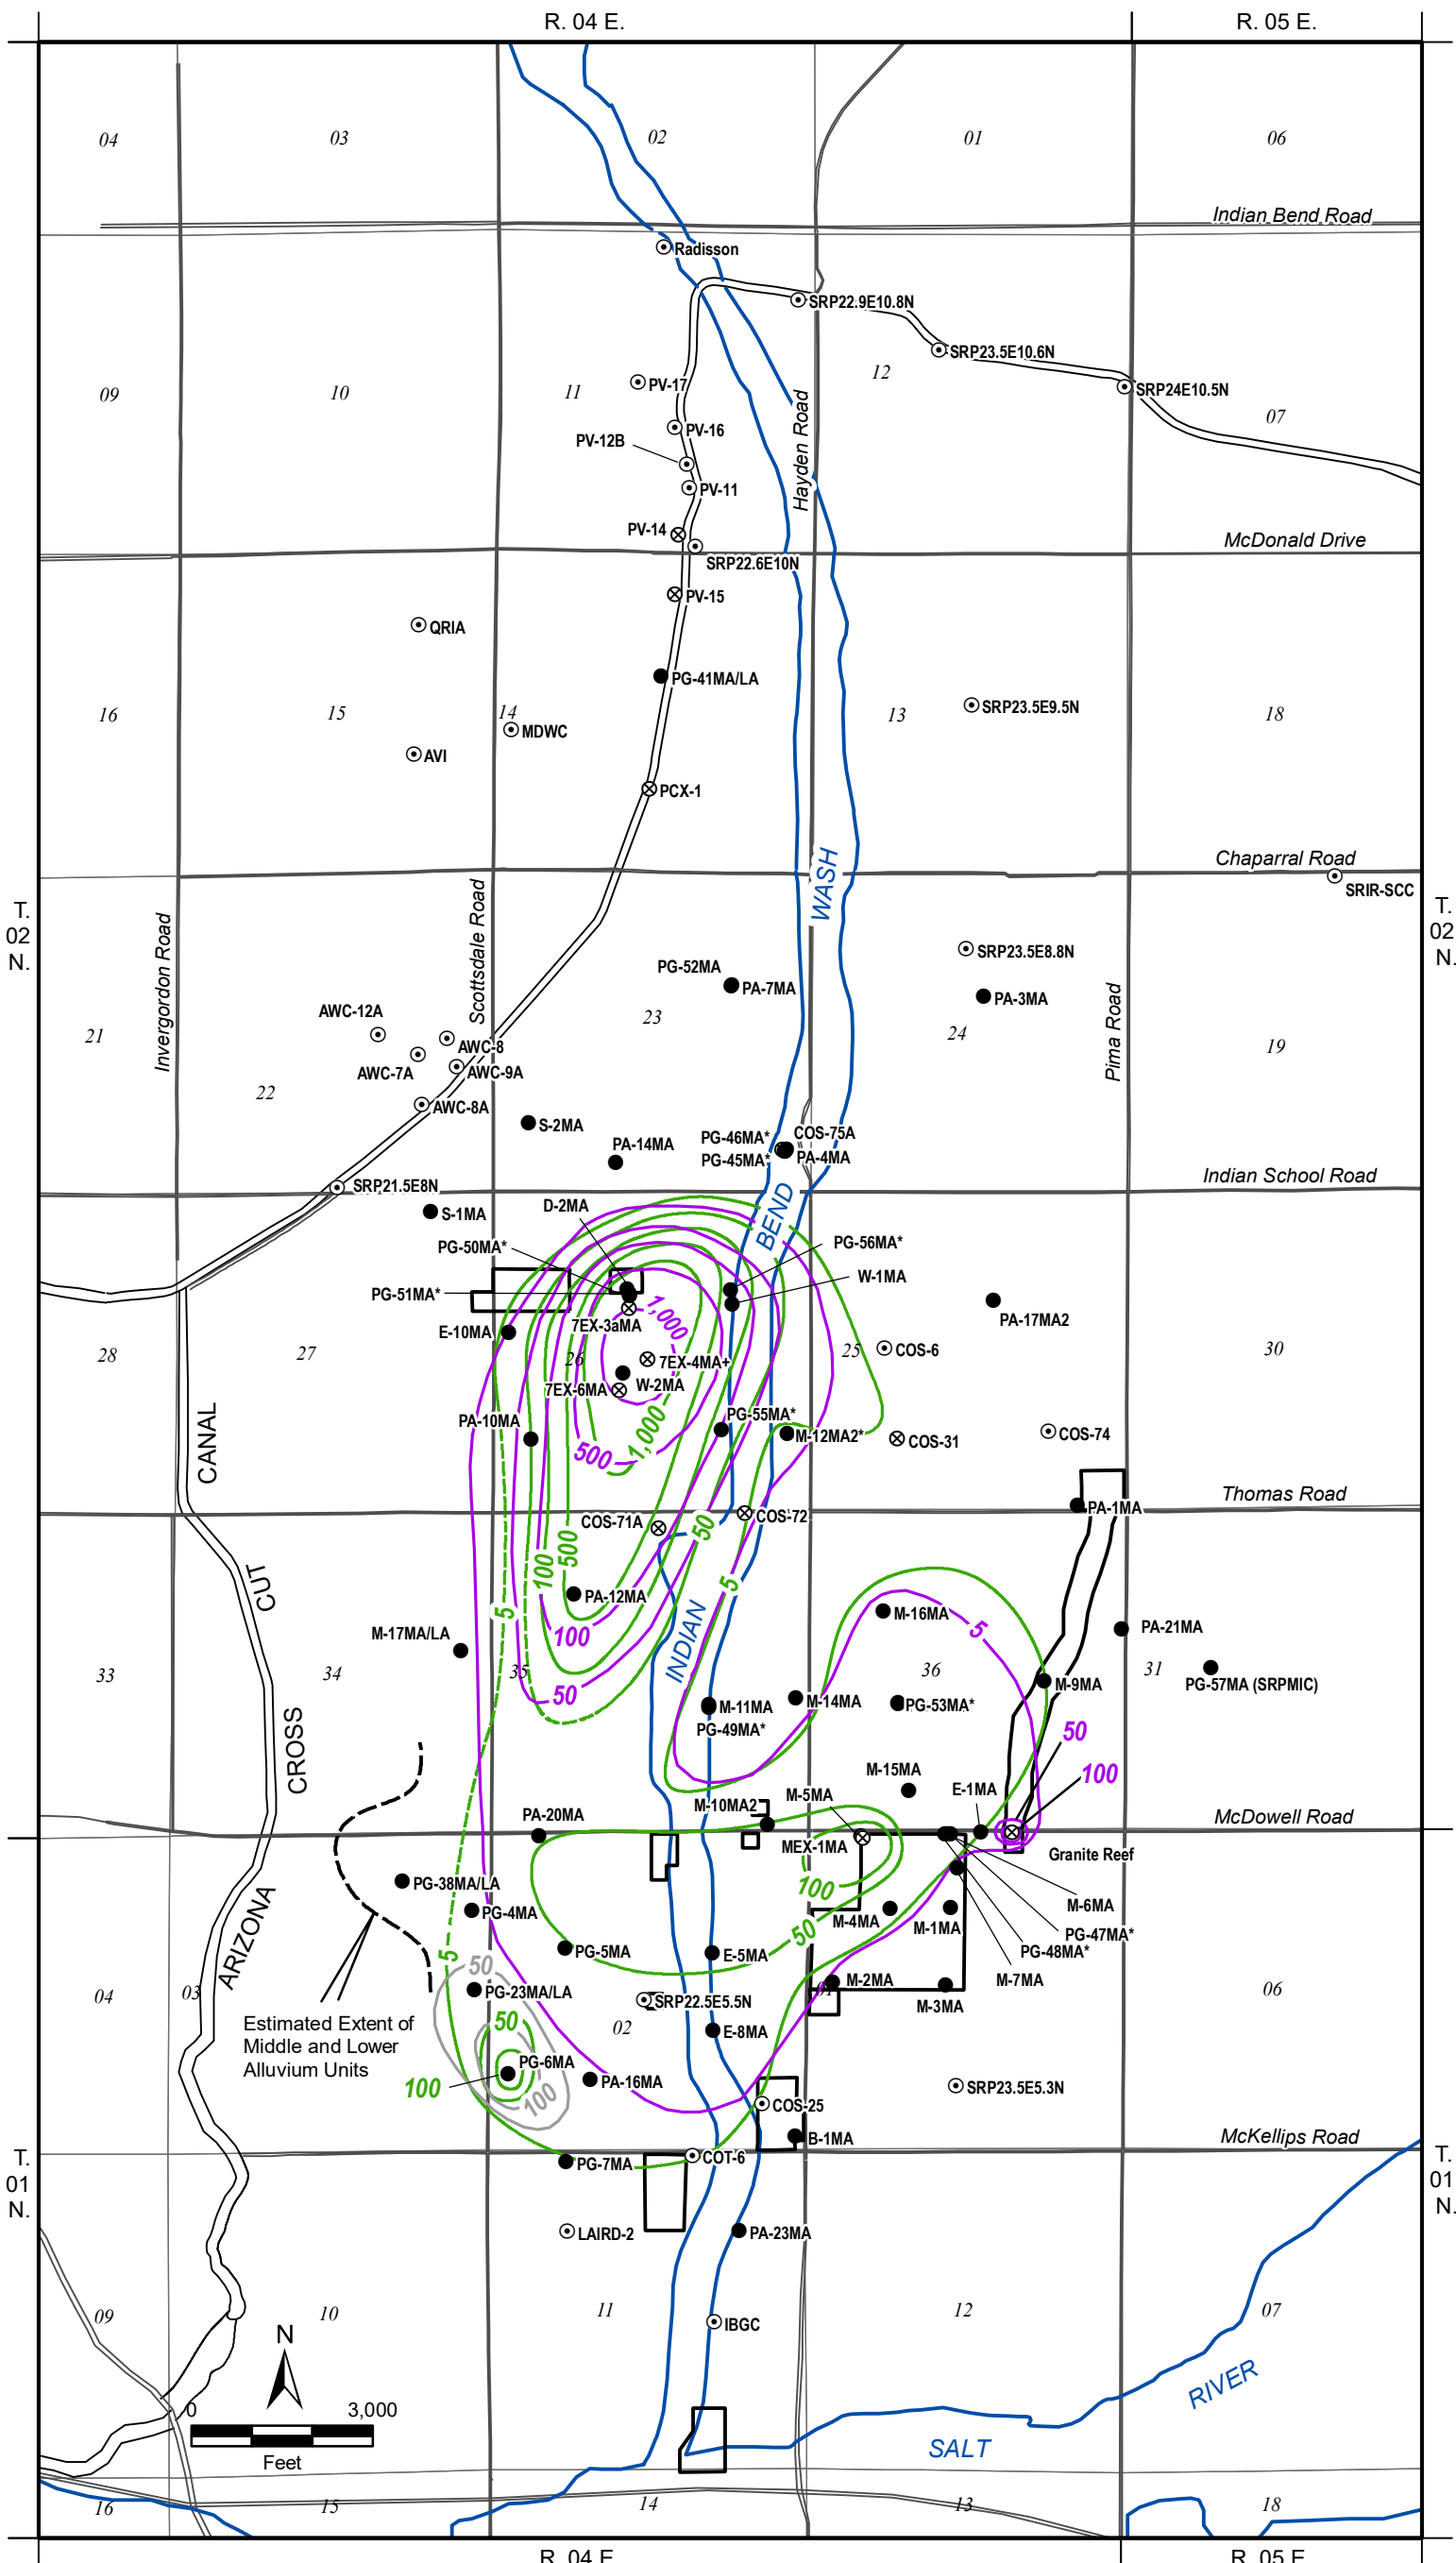 R. 04 E.
R. 05 E.
04
03
02
01
06
Indian Bend Road
Radisson
SRP22.9E10.8N
SRP23.5E10.6N
12
SRP24E10.5N
09
10
11
PV-17
07
PV-16
PV-12B
Hayden Road
PV-11
PV-14
McDonald Drive
SRP22.6E10N
PV-15
QRIA
PG-41MA/LA
16
15
14
MDWC
13
SRP23.5E9.5N
18
AVI
PCX-1
Chaparral Road
WASH
SRIR-SCC
T.
02
N.
T.
02
N.
Invergordon Road
Scottsdale Road
SRP23.5E8.8N
PG-52MA
PA-7MA
PA-3MA
Pima Road
AWC-12A
23
24
21
19
AWC-8
AWC-7A
AWC-9A
22
AWC-8A
S-2MA
PA-14MA
PG-46MA*
COS-75A
PG-45MA*
PA-4MA
Indian School Road
SRP21.5E8N
S-1MA
D-2MA
BEND
PG-50MA*
PG-56MA*
W-1MA
PG-51MA*
1,000
PA-17MA2
7EX-3aMA
E-10MA
28
27
26
25
COS-6
30
7EX-4MA+
7EX-6MA
W-2MA
PA-10MA
PG-55MA*
1,000
M-12MA2*
COS-31
COS-74
500
CANAL
Thomas Road
PA-1MA
COS-71A
COS-72
50
500
100
CUT
5
5
PA-12MA
M-16MA
INDIAN
100
5
PA-21MA
M-17MA/LA
33
34
35
36
31
M-9MA
PG-57MA (SRPMIC)
50
M-14MA
PG-53MA*
M-11MA
PG-49MA*
50
CROSS
100
M-15MA
M-5MA
E-1MA
M-10MA2
PA-20MA
McDowell Road
MEX-1MA
Granite Reef
PG-38MA/LA
100
M-6MA
PG-4MA
M-4MA
M-1MA
ARIZONA
50
PG-47MA*
PG-48MA*
PG-5MA
E-5MA
5
50
M-7MA
04
03
PG-23MA/LA
M-2MA
01
M-3MA
06
SRP22.5E5.5N
Estimated Extent of
Middle and Lower
Alluvium Units
50
02
E-8MA
PG-6MA
PA-16MA
100
100
SRP23.5E5.3N
COS-25
B-1MA
McKellips Road
COT-6
PG-7MA
T.
01
N.
T.
01
N.
LAIRD-2
PA-23MA
09
10
11
12
07
IBGC
N
RIVER
0
3,000
Feet
SALT
16
15
14
13
18
R. 04 E.
R. 05 E.